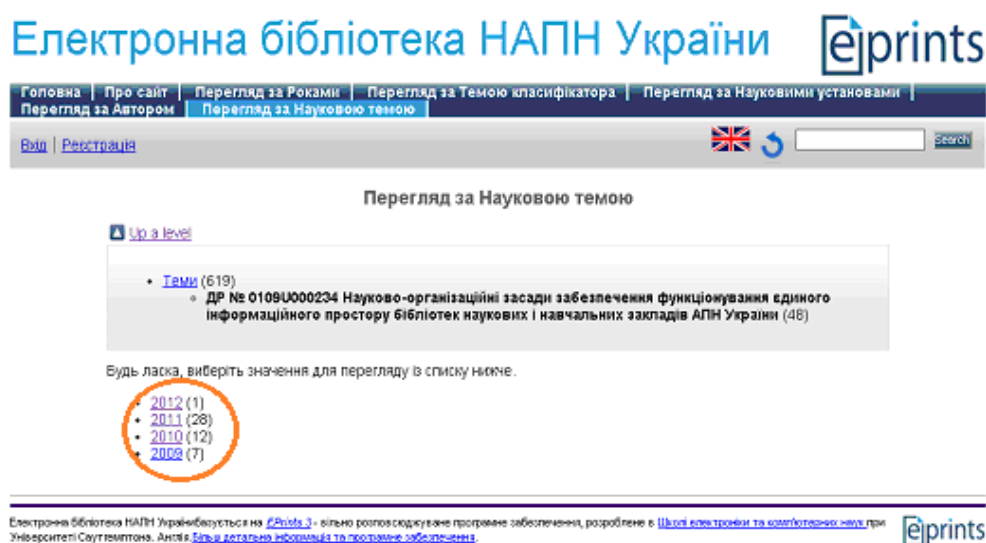 Електронна бібліотека НАПН України
eprints
Головна | Про сайт | Перегляд за Роками | Перегляд за Темою класифікатора | Перегляд за Науковими установами |
Перегляд за Автором | Перегляд за Науковою темою
Вхід | Реєстрація
Search
Перегляд за Науковою темою
Up a level
• Теми (619)
ДР № 0109U000234 Науково-організаційні засади забезпечення функціонування єдиного
інформаційного простору бібліотек наукових і навчальних закладів АПН України (48)
Будь ласка, виберіть значення для перегляду із списку нижче.
• 2012 (1)
• 2011 (28)
• 2010 (12)
• 2009 (7)
Електронна бібліотека НАПН Українибазується на EPrints 3 - вільно розповсюджуване програмне забезпечення, розроблене в Школі електроніки та комп'ютерних наук при
Університеті Саутгемптона. Англія.Більш детальна інформація та програмне забезпечення.
eprints